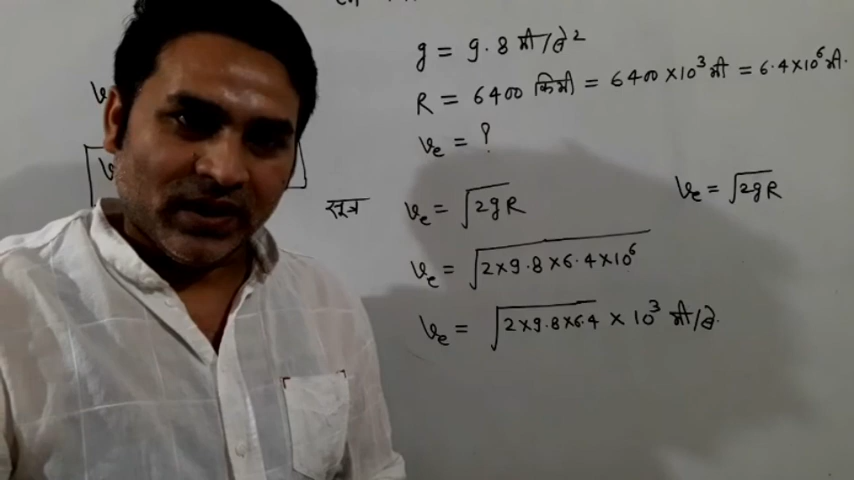 g = 9.8 मी/से²
R = 6400 किमी = 6400 × 10³ मी = 6.4 × 10⁶ मी.
vₑ = ?
सूत्र vₑ = √2gR vₑ = √2gR
vₑ = √2×9.8×6.4×10⁶
vₑ = √2×9.8×6.4 × 10³ मी/से.